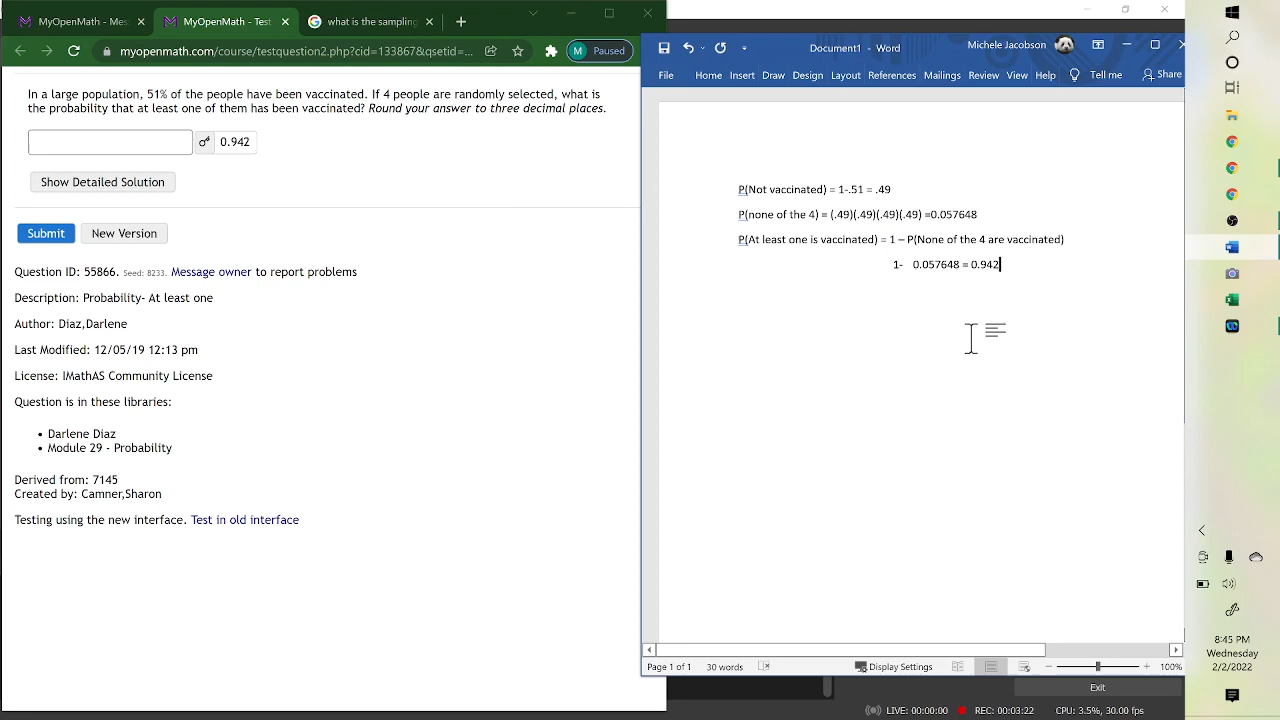 MyOpenMath - Mes
MyOpenMath - Test
what is the sampling
myopenmath.com/course/testquestion2.php?cid=133867&qsetid=...
M Paused
In a large population, 51% of the people have been vaccinated. If 4 people are randomly selected, what is
the probability that at least one of them has been vaccinated? Round your answer to three decimal places.
σ⁴ 0.942
Show Detailed Solution
Submit New Version
Question ID: 55866. Seed: 8233. Message owner to report problems
Description: Probability- At least one
Author: Diaz,Darlene
Last Modified: 12/05/19 12:13 pm
License: IMathAS Community License
Question is in these libraries:
• Darlene Diaz
• Module 29 - Probability
Derived from: 7145
Created by: Camner,Sharon
Testing using the new interface. Test in old interface
Document1 - Word
Michele Jacobson
File Home Insert Draw Design Layout References Mailings Review View Help Tell me Share
P(Not vaccinated) = 1-.51 = .49
P(none of the 4) = (.49)(.49)(.49)(.49) =0.057648
P(At least one is vaccinated) = 1 – P(None of the 4 are vaccinated)
1- 0.057648 = 0.942
Page 1 of 1 30 words Display Settings 100%
Exit
LIVE: 00:00:00 REC: 00:03:22 CPU: 3.5%, 30.00 fps
8:45 PM
Wednesday
2/2/2022